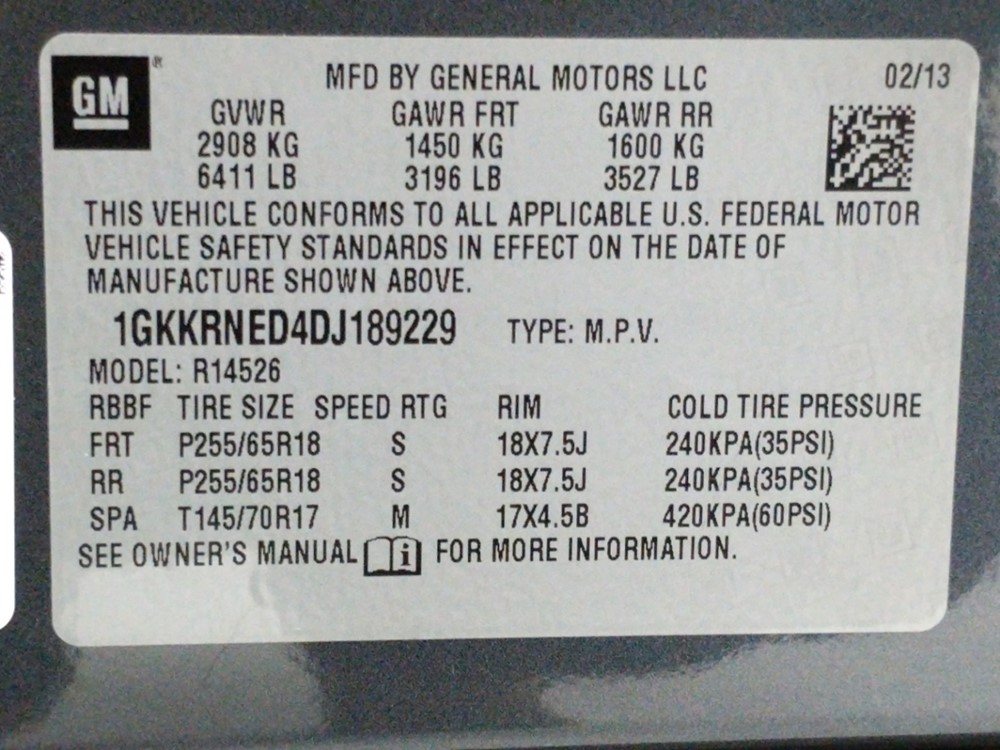 GM®
MFD BY GENERAL MOTORS LLC 02/13
GVWR GAWR FRT GAWR RR
2908 KG 1450 KG 1600 KG
6411 LB 3196 LB 3527 LB
THIS VEHICLE CONFORMS TO ALL APPLICABLE U.S. FEDERAL MOTOR
VEHICLE SAFETY STANDARDS IN EFFECT ON THE DATE OF
MANUFACTURE SHOWN ABOVE.
1GKKRNED4DJ189229 TYPE: M.P.V.
MODEL: R14526
RBBF TIRE SIZE SPEED RTG RIM COLD TIRE PRESSURE
FRT P255/65R18 S 18X7.5J 240KPA(35PSI)
RR P255/65R18 S 18X7.5J 240KPA(35PSI)
SPA T145/70R17 M 17X4.5B 420KPA(60PSI)
SEE OWNER'S MANUAL i FOR MORE INFORMATION.